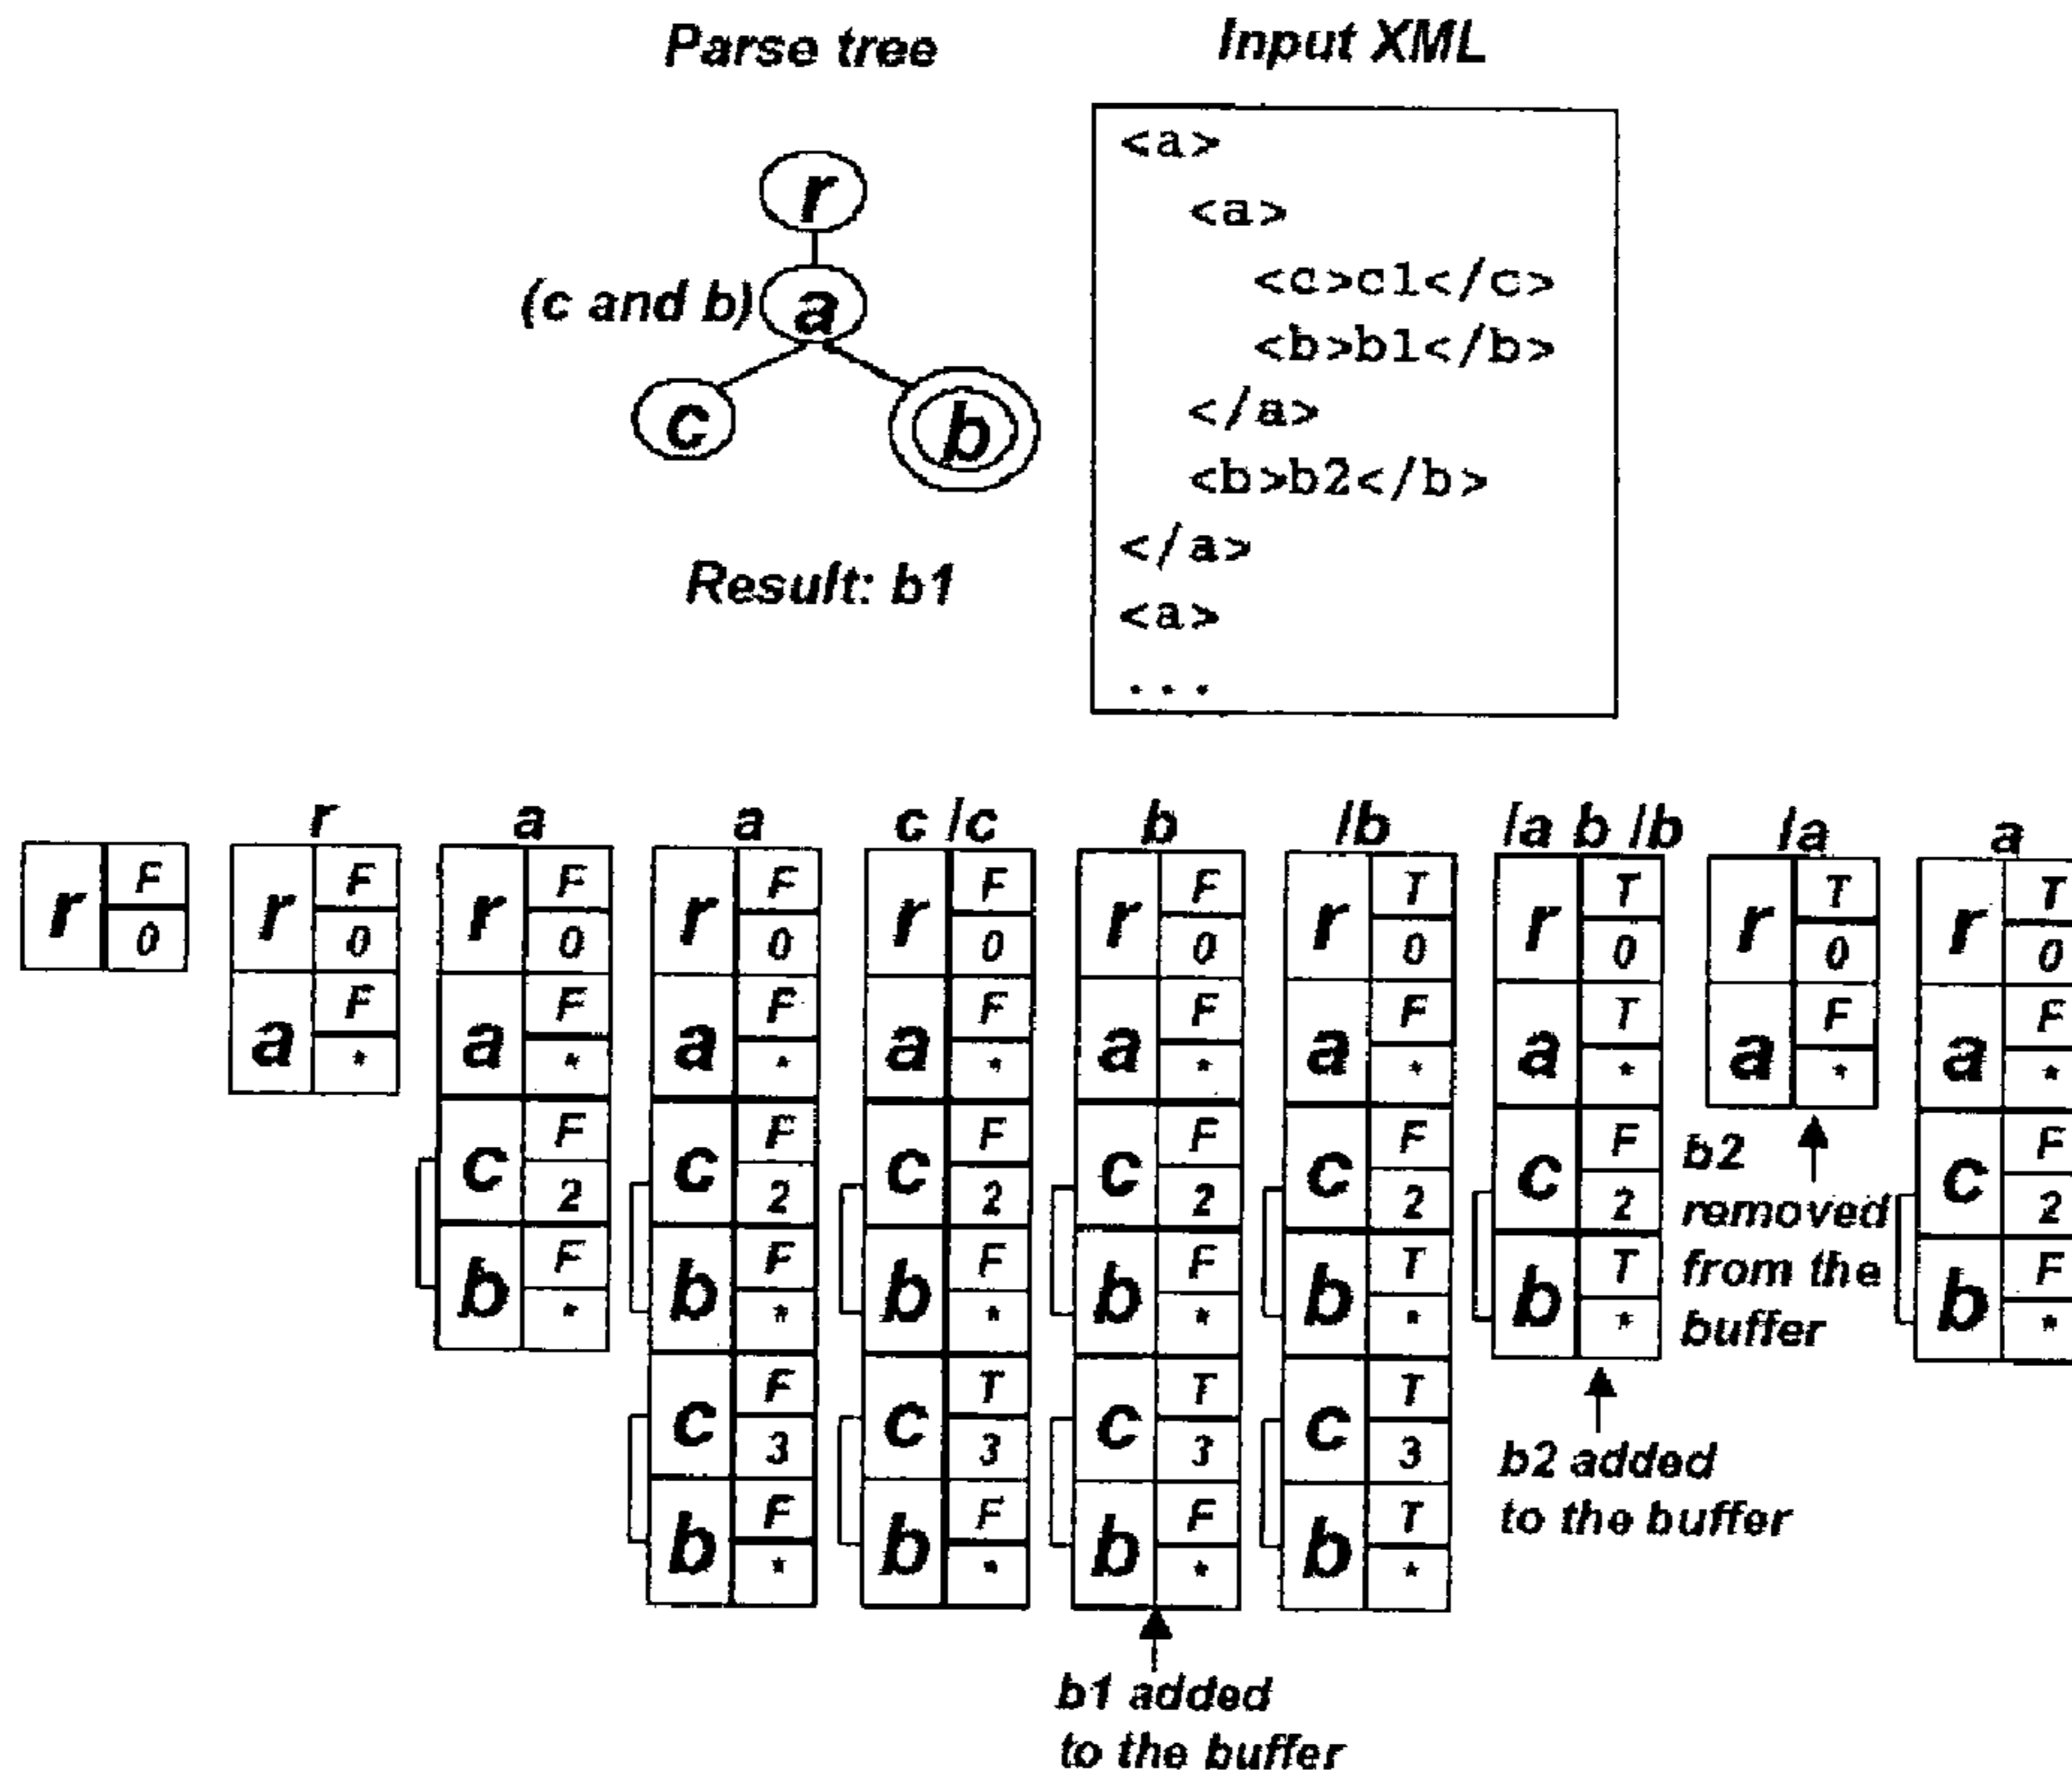 Parse tree
Input XML
r
(c and b) a
c b
Result: b1
<a>
<a>
<c>c1</c>
<b>b1</b>
</a>
<b>b2</b>
</a>
<a>
...
r a a c /c b /b /a b /b /a a
r F r F r F r F r F r F r T r T r T r T
0 0 0 0 0 0 0 0 0 0
a F a F a F a F a F a F a T a F a F
* * * * * * * * *
c F c F c F c F c F c F c F
2 2 2 2 2 2 2
b F b F b F b F b T b T b F
* * * * * * *
c F c T c T c T
3 3 3 3
b F b F b F b T
* * * *
b2
removed
from the
buffer
b2 added
to the buffer
b1 added
to the buffer